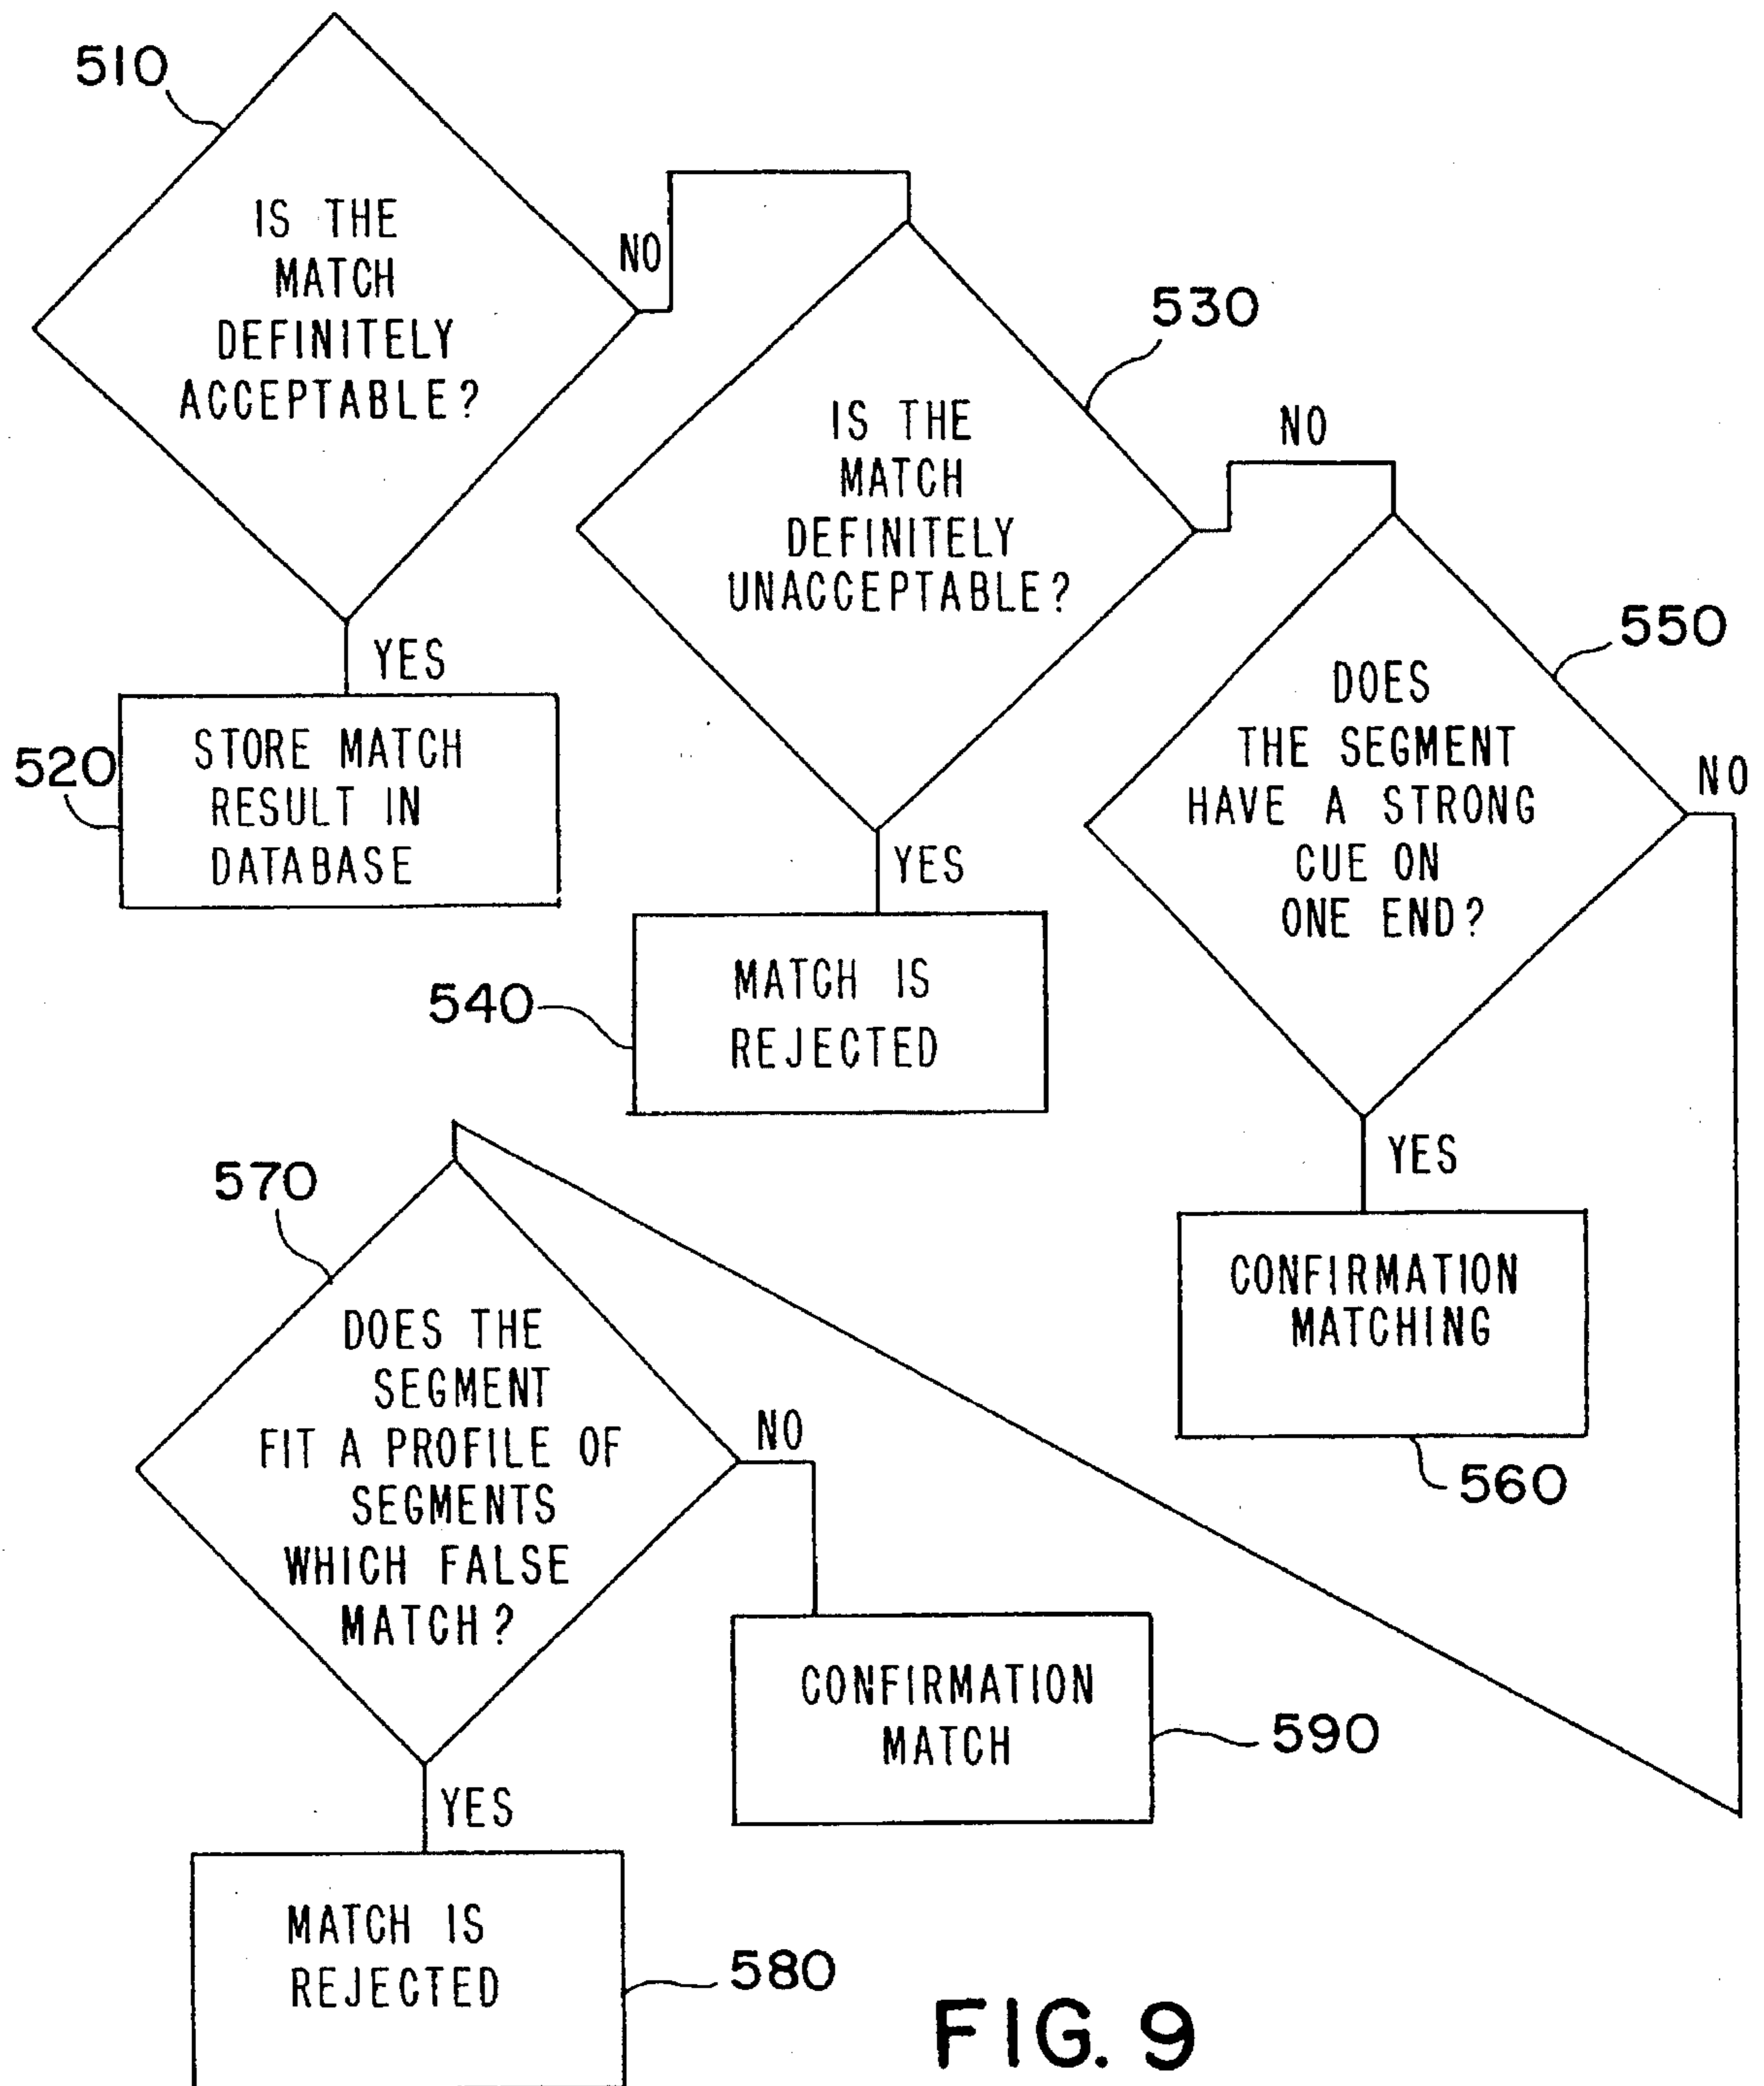 510
IS THE
MATCH
DEFINITELY
ACCEPTABLE?
NO
YES
520
STORE MATCH
RESULT IN
DATABASE
530
IS THE
MATCH
DEFINITELY
UNACCEPTABLE?
NO
YES
540
MATCH IS
REJECTED
550
DOES
THE SEGMENT
HAVE A STRONG
CUE ON
ONE END?
NO
YES
CONFIRMATION
MATCHING
560
570
DOES THE
SEGMENT
FIT A PROFILE OF
SEGMENTS
WHICH FALSE
MATCH?
NO
CONFIRMATION
MATCH
590
YES
MATCH IS
REJECTED
580
FIG. 9